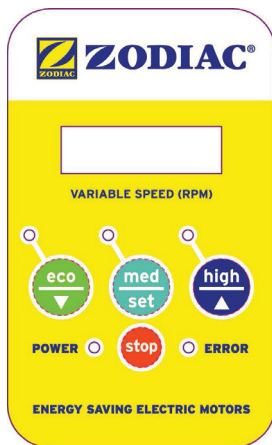 ZODIAC ZODIAC®
VARIABLE SPEED (RPM)
eco med high
set
POWER stop ERROR
ENERGY SAVING ELECTRIC MOTORS